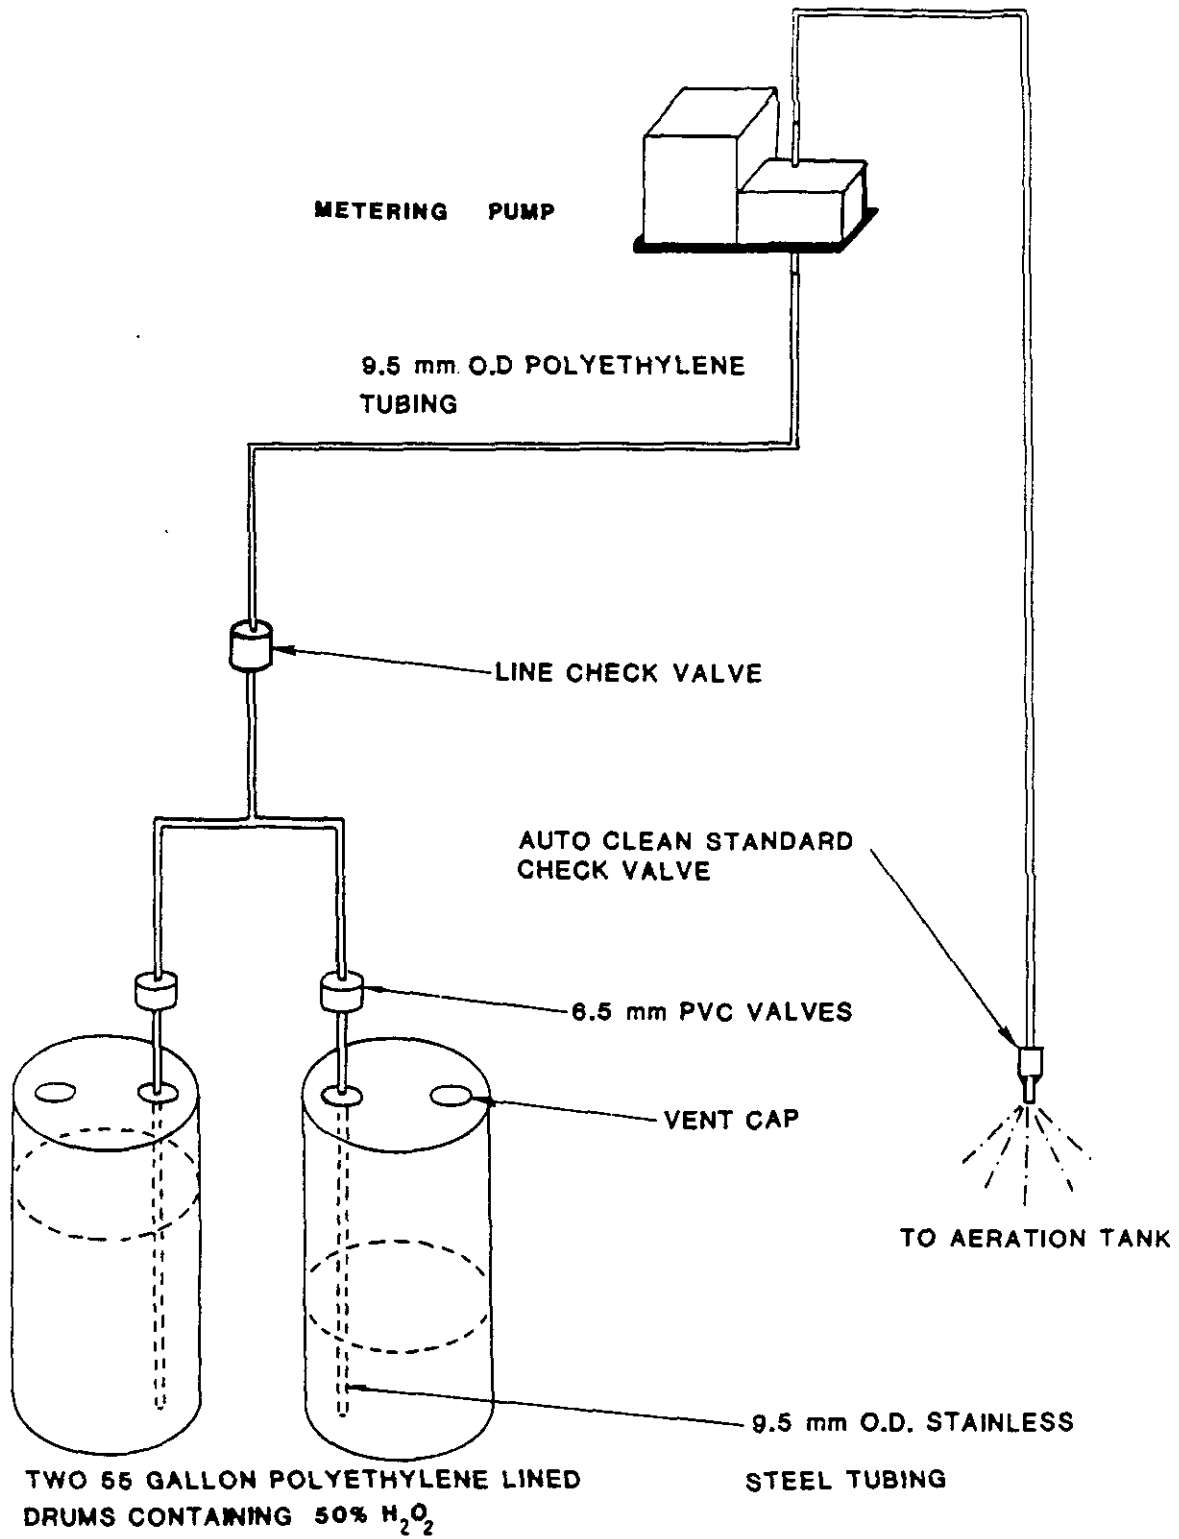 METERING PUMP
9.5 mm. O.D POLYETHYLENE
TUBING
LINE CHECK VALVE
AUTO CLEAN STANDARD
CHECK VALVE
6.5 mm PVC VALVES
VENT CAP
TO AERATION TANK
9.5 mm O.D. STAINLESS
STEEL TUBING
TWO 55 GALLON POLYETHYLENE LINED
DRUMS CONTAINING 50% H₂O₂